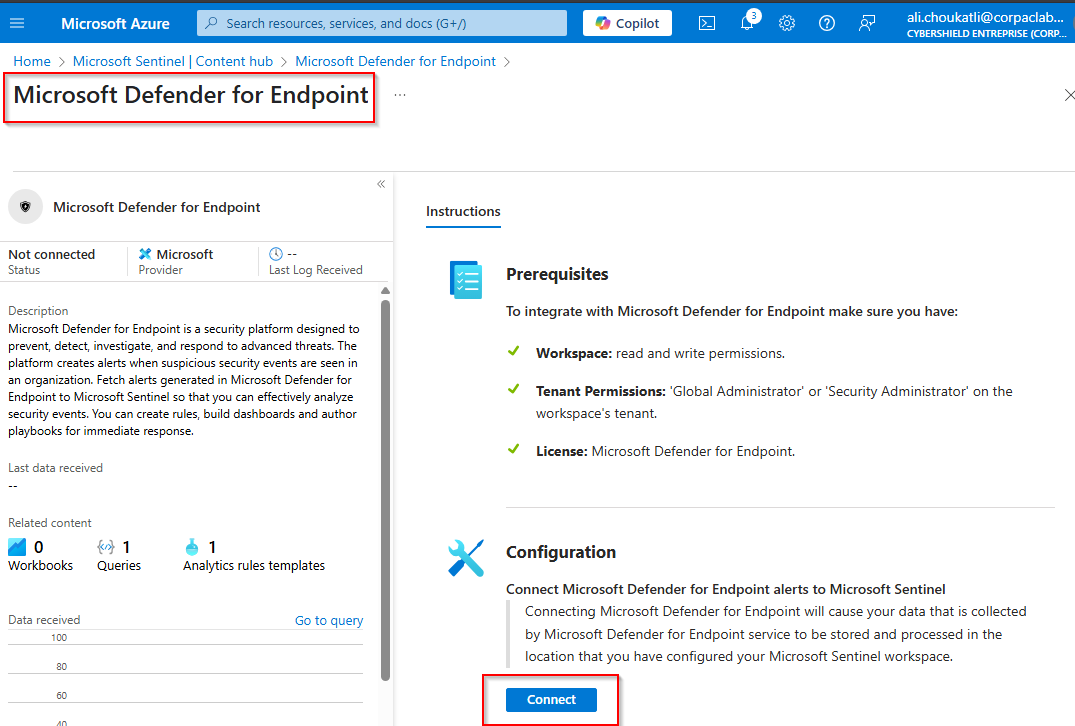 Microsoft Azure
Search resources, services, and docs (G+/)
Copilot
3
ali.choukatli@corpaclab...
CYBERSHIELD ENTREPRISE (CORP...
Home > Microsoft Sentinel | Content hub > Microsoft Defender for Endpoint >
Microsoft Defender for Endpoint ...
«
Microsoft Defender for Endpoint
Not connected
Status
Microsoft
Provider
--
Last Log Received
Description
Microsoft Defender for Endpoint is a security platform designed to
prevent, detect, investigate, and respond to advanced threats. The
platform creates alerts when suspicious security events are seen in
an organization. Fetch alerts generated in Microsoft Defender for
Endpoint to Microsoft Sentinel so that you can effectively analyze
security events. You can create rules, build dashboards and author
playbooks for immediate response.
Last data received
--
Related content
0
Workbooks
1
Queries
1
Analytics rules templates
Data received
Go to query
100
80
60
40
Instructions
Prerequisites
To integrate with Microsoft Defender for Endpoint make sure you have:
Workspace: read and write permissions.
Tenant Permissions: 'Global Administrator' or 'Security Administrator' on the
workspace's tenant.
License: Microsoft Defender for Endpoint.
Configuration
Connect Microsoft Defender for Endpoint alerts to Microsoft Sentinel
Connecting Microsoft Defender for Endpoint will cause your data that is collected
by Microsoft Defender for Endpoint service to be stored and processed in the
location that you have configured your Microsoft Sentinel workspace.
Connect